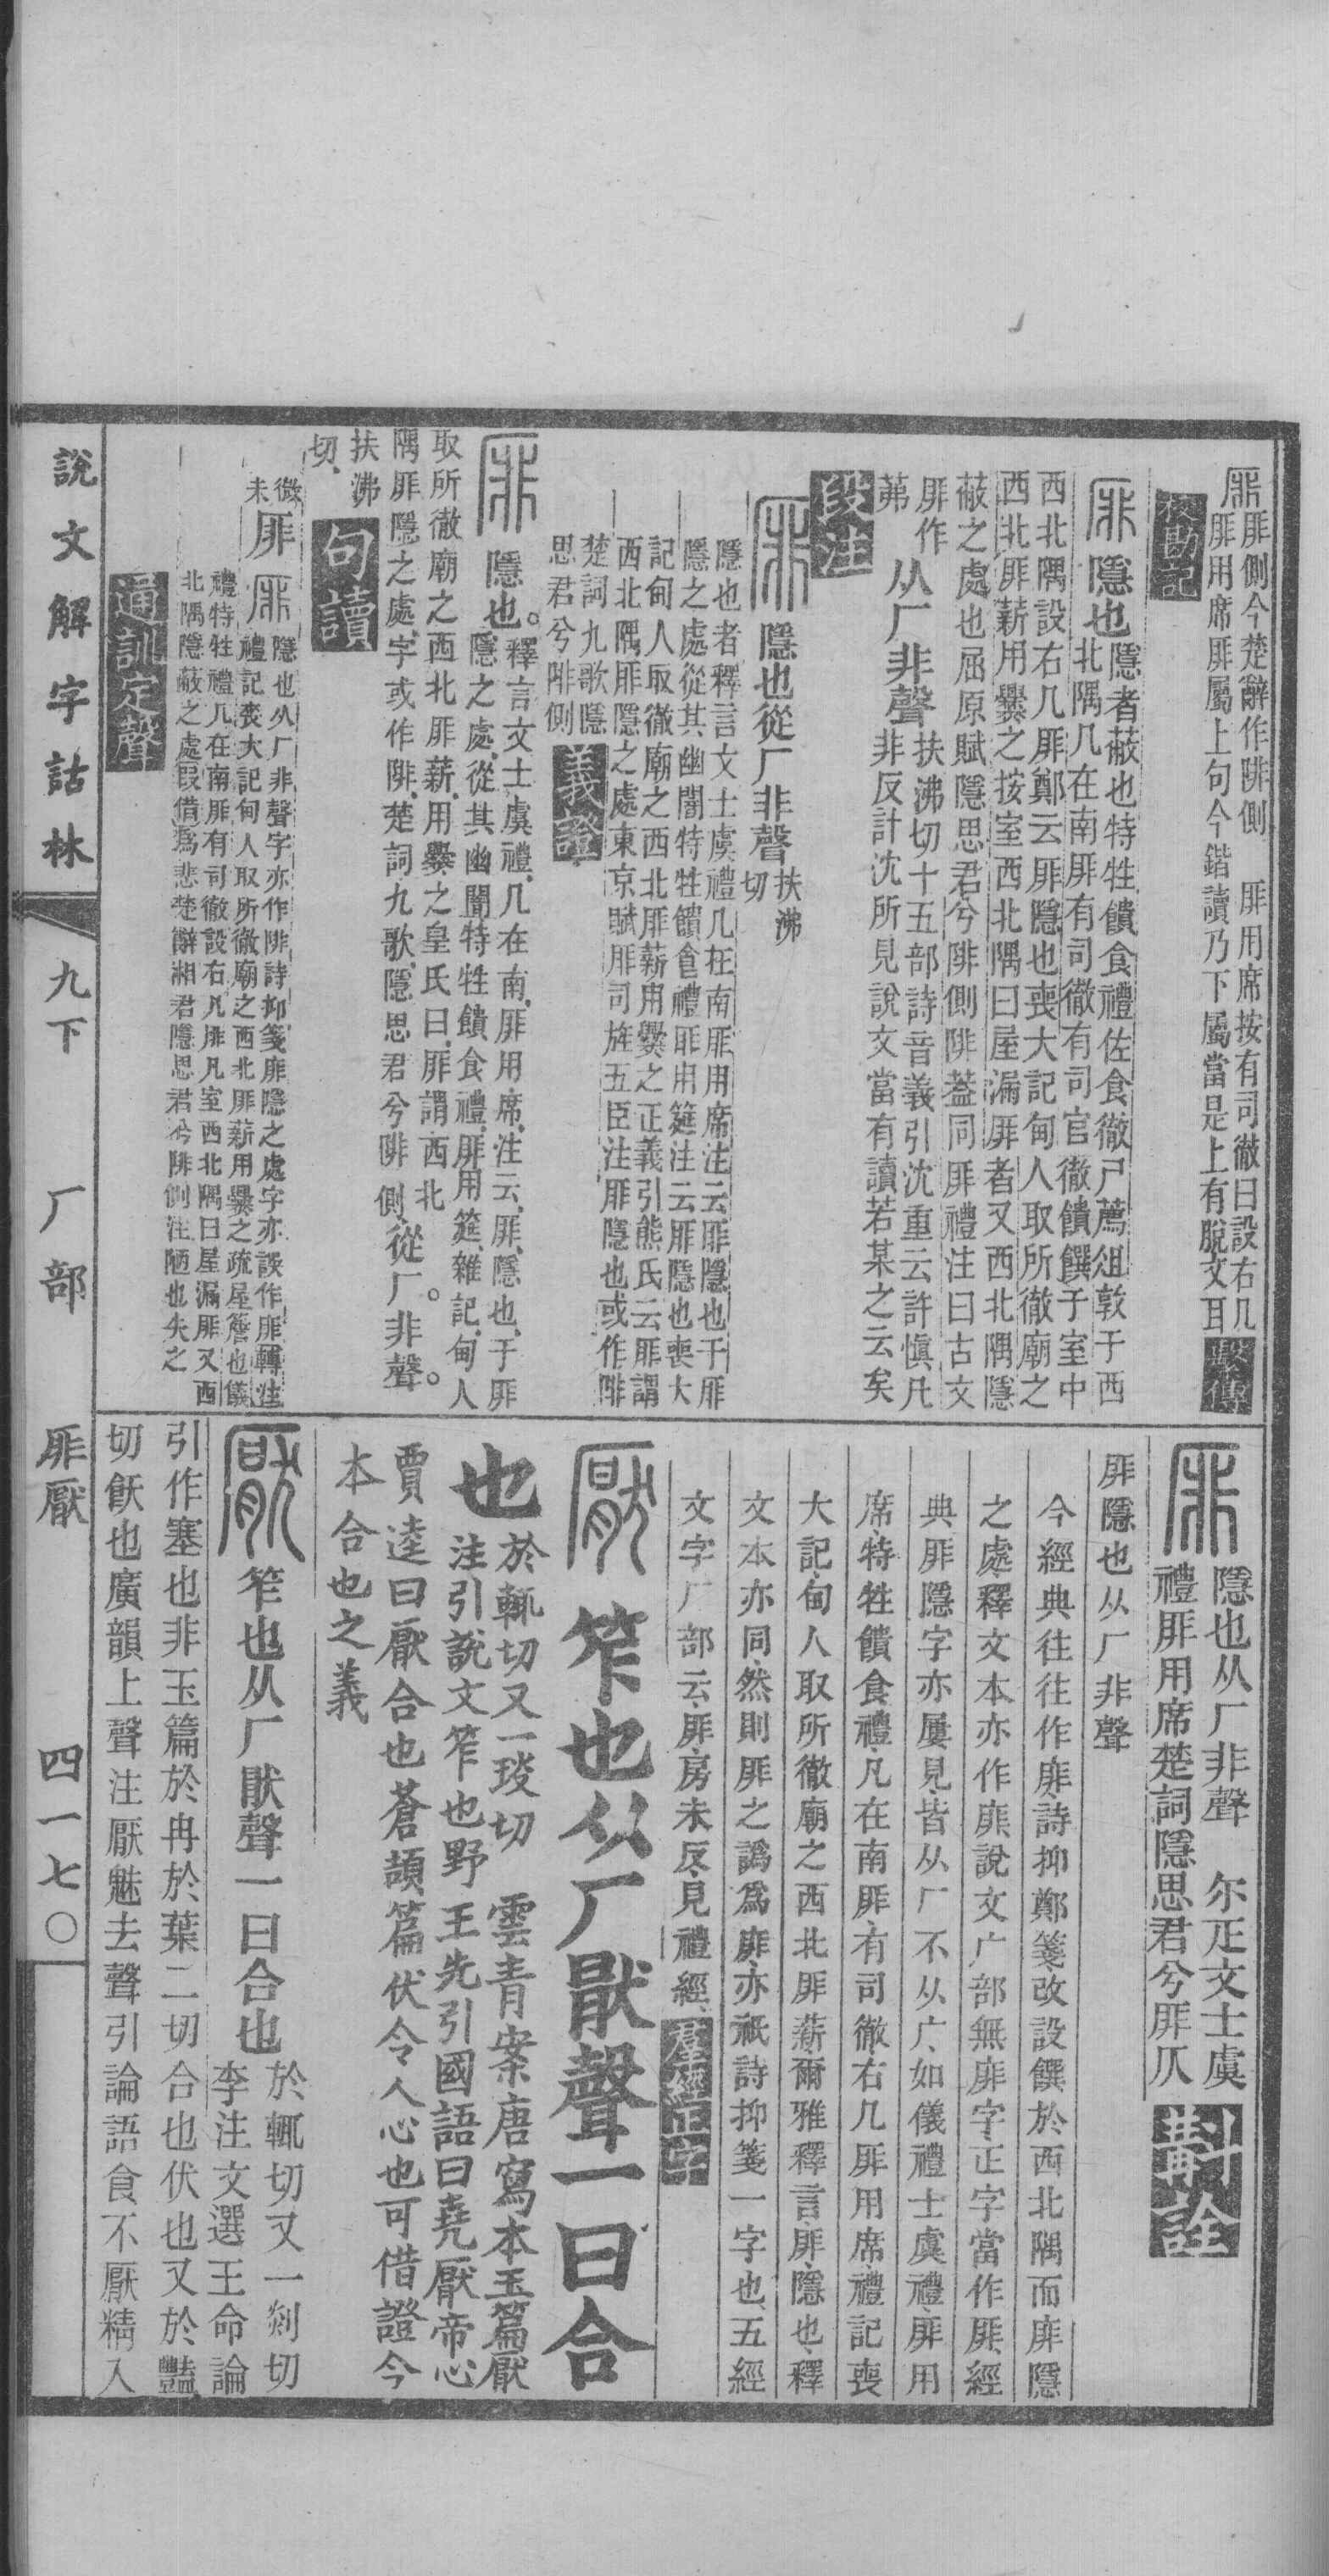 厞側今楚辭作陫側　厞用席按有司徹曰設右几
厞用席厞屬上句今鍇讀乃下屬當是上有脫文耳
繫傳
校勘記
隱也
隱者蔽也特牲饋食禮佐食徹尸薦俎敦于西
北隅几在南厞有司徹有司官徹饋饌于室中
西北隅設右几厞鄭云厞隱也喪大記甸人取所徹廟之
西北厞薪用爨之按室西北隅曰屋漏厞者又西北隅隱
蔽之處也屈原賦隱思君兮陫側陫葢同厞禮注曰古文
厞作
茀
从厂非聲
扶沸切十五部詩音義引沈重云許愼凡
非反計沈所見說文當有讀若某之云矣
段注
隱也從厂非聲
扶沸
切
隱也者釋言文士虞禮几在南厞用席注云厞隱也于厞
隱之處從其幽闇特牲饋食禮厞用筵注云厞隱也喪大
記甸人取徹廟之西北厞薪用爨之正義引熊氏云厞謂
西北隅厞隱之處東京賦厞司旌五臣注厞隱也或作陫
楚詞九歌隱
思君兮陫側
義證
隱也。
釋言文士虞禮、几在南、厞用席、注云、厞、隱也、于厞
隱之處、從其幽闇、特牲饋食禮、厞用筵、雜記、甸人
取所徹廟之西北厞薪、用爨之、皇氏曰、厞謂西北
隅厞隱之處、字或作陫、楚詞九歌、隱思君兮陫側、
從厂。非聲。
扶沸
切、
句讀
微
未
厞
隱也从厂非聲字亦作陫詩抑箋厞隱之處字亦誤作厞轉注
禮記喪大記甸人取所徹廟之西北厞薪用爨之疏屋簷也儀
禮特牲禮几在南厞有司徹設右几厞凡室西北隅曰屋漏厞又西
北隅隱蔽之處叚借爲悲楚辭湘君隱思君兮陫側注陋也失之
通訓定聲
隱也从厂非聲　尔疋文士虞
禮厞用席楚詞隱思君兮厞仄
斠詮
厞隱也从厂非聲
今經典往往作㢈、詩抑鄭箋、改設饌於西北隅而㢈隱
之處、釋文本亦作㢈、說文广部無㢈字、正字當作厞、經
典厞隱字亦屢見、皆从厂不从广、如儀禮士虞禮、厞用
席、特牲饋食禮、凡在南厞、有司徹、右几厞用席、禮記喪
大記、甸人取所徹廟之西北厞薪、爾雅釋言、厞、隱也、釋
文本亦同、然則厞之譌爲㢈、亦衹詩抑箋一字也、五經
文字厂部云、厞、房未反、見禮經、
羣經正字
笮也从厂猒聲一曰合
也
於輒切又一琰切　雲青案唐寫本玉篇厭
注引說文笮也野王先引國語曰堯厭帝心
賈逵曰厭合也蒼頡篇伏令人心也可借證今
本合也之義
笮也从厂猒聲一曰合也
於輒切又一剡切
李注文選王命論
引作塞也非玉篇於冉於葉二切合也伏也又於豔
切飫也廣韻上聲注厭魅去聲引論語食不厭精入
說文解字詁林
九下
厂部
厞厭
四一七〇